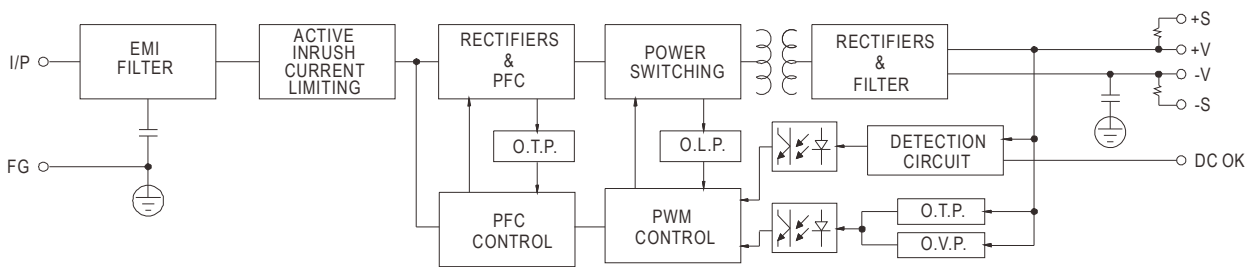 I/P
EMI
FILTER
ACTIVE
INRUSH
CURRENT
LIMITING
RECTIFIERS
&
PFC
POWER
SWITCHING
RECTIFIERS
&
FILTER
+S
+V
-V
-S
O.T.P.
O.L.P.
DETECTION
CIRCUIT
DC OK
FG
PFC
CONTROL
PWM
CONTROL
O.T.P.
O.V.P.